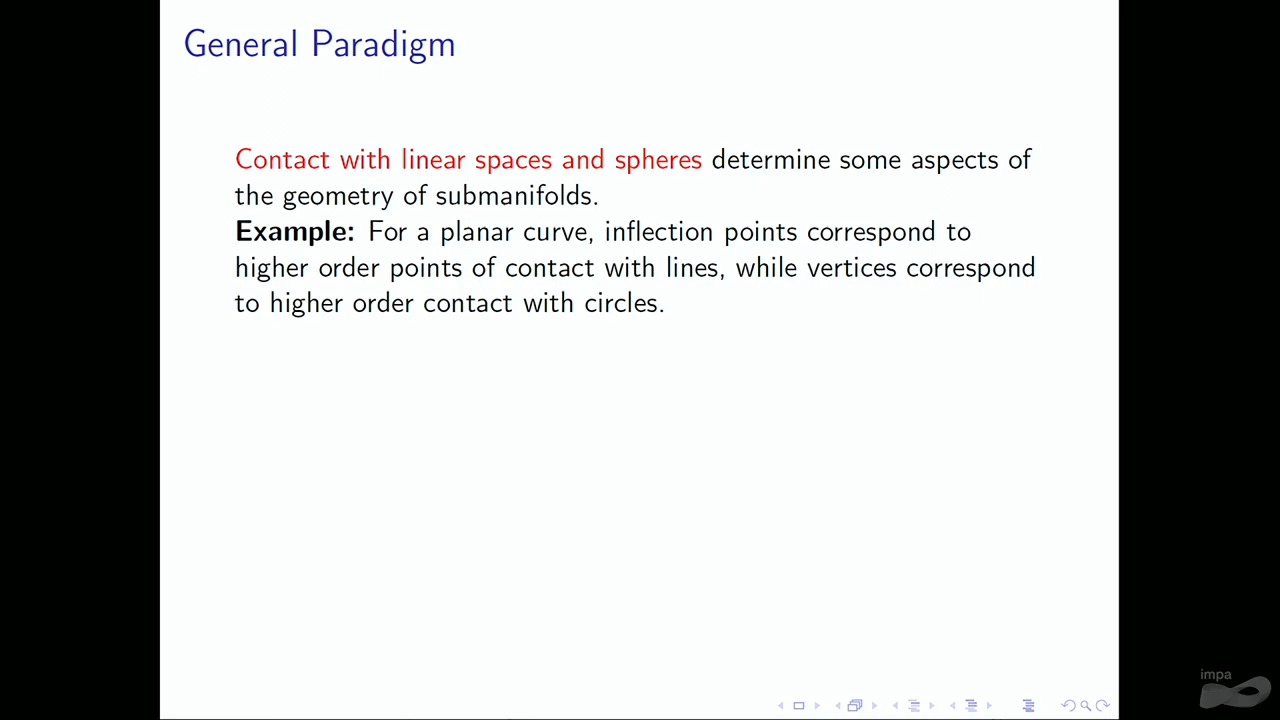 General Paradigm
Contact with linear spaces and spheres determine some aspects of
the geometry of submanifolds.
Example: For a planar curve, inflection points correspond to
higher order points of contact with lines, while vertices correspond
to higher order contact with circles.
impa